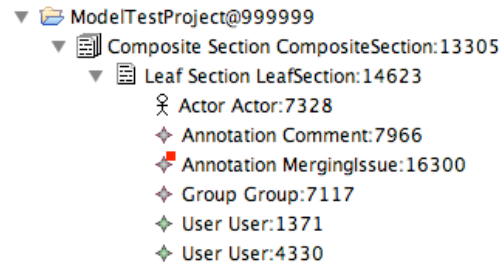 ModelTestProject@999999
Composite Section CompositeSection:13305
Leaf Section LeafSection:14623
Actor Actor:7328
Annotation Comment:7966
Annotation MergingIssue:16300
Group Group:7117
User User:1371
User User:4330